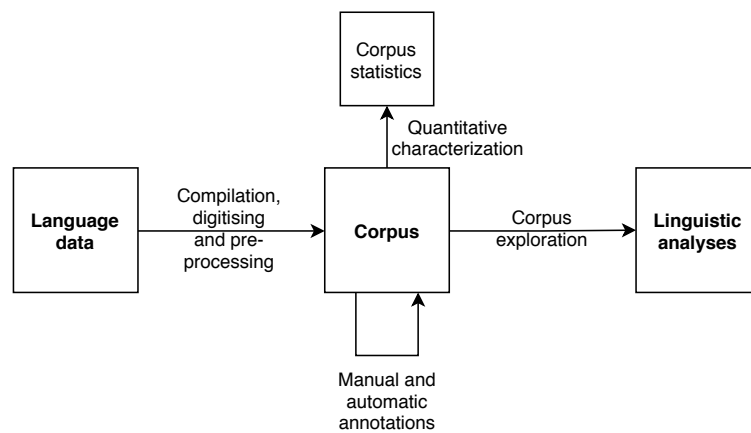 Corpus
statistics
Quantitative
characterization
Language
data
Compilation,
digitising
and pre-
processing
Corpus
Corpus
exploration
Linguistic
analyses
Manual and
automatic
annotations